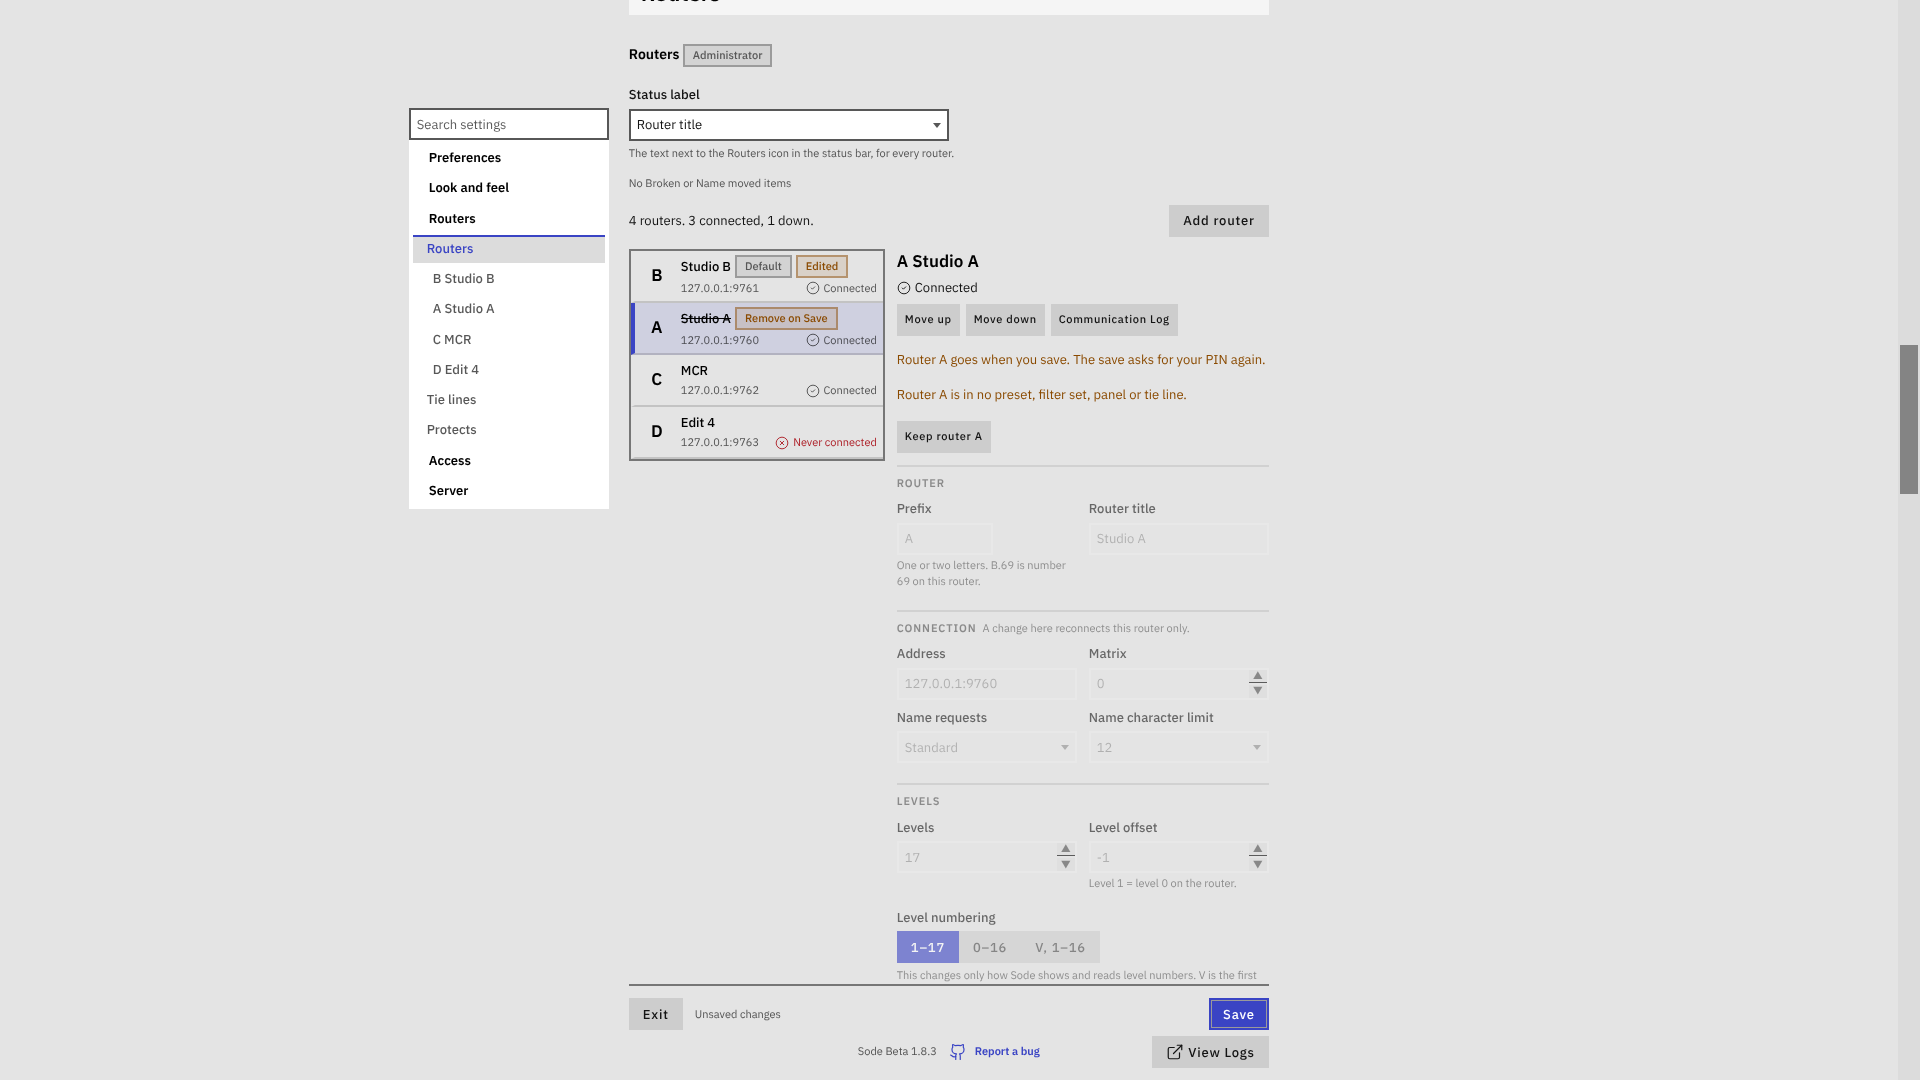 Routers
Routers Administrator
Status label
Router title
The text next to the Routers icon in the status bar, for every router.
No Broken or Name moved items
4 routers. 3 connected, 1 down.
Add router
Search settings
Preferences
Look and feel
Routers
Routers
B Studio B
A Studio A
C MCR
D Edit 4
Tie lines
Protects
Access
Server
B
Studio B Default Edited
127.0.0.1:9761 Connected
A
Studio A Remove on Save
127.0.0.1:9760 Connected
C
MCR
127.0.0.1:9762 Connected
D
Edit 4
127.0.0.1:9763 Never connected
A Studio A
Connected
Move up Move down Communication Log
Router A goes when you save. The save asks for your PIN again.
Router A is in no preset, filter set, panel or tie line.
Keep router A
ROUTER
Prefix Router title
A Studio A
One or two letters. B.69 is number
69 on this router.
CONNECTION A change here reconnects this router only.
Address Matrix
127.0.0.1:9760 0
Name requests Name character limit
Standard 12
LEVELS
Levels Level offset
17 -1
Level 1 = level 0 on the router.
Level numbering
1–17 0–16 V, 1–16
This changes only how Sode shows and reads level numbers. V is the first
Exit Unsaved changes Save
Sode Beta 1.8.3 Report a bug View Logs